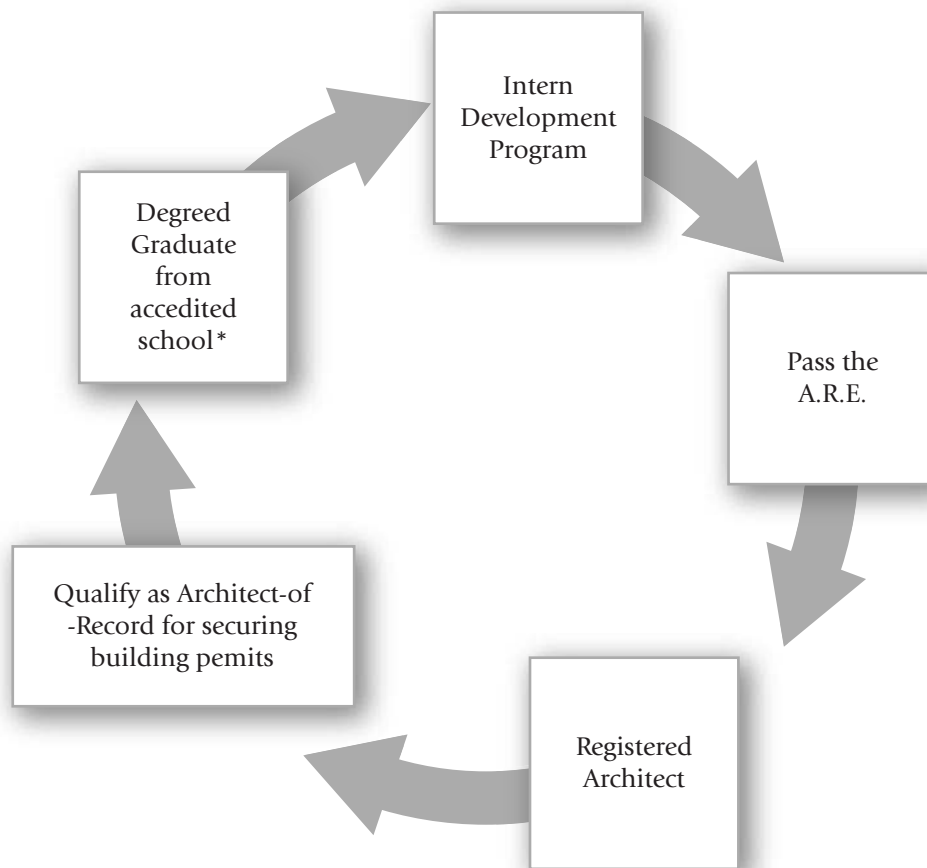 Intern
Development
Program
Degreed
Graduate
from
accedited
school*
Pass the
A.R.E.
Qualify as Architect-of
-Record for securing
building pemits
Registered
Architect